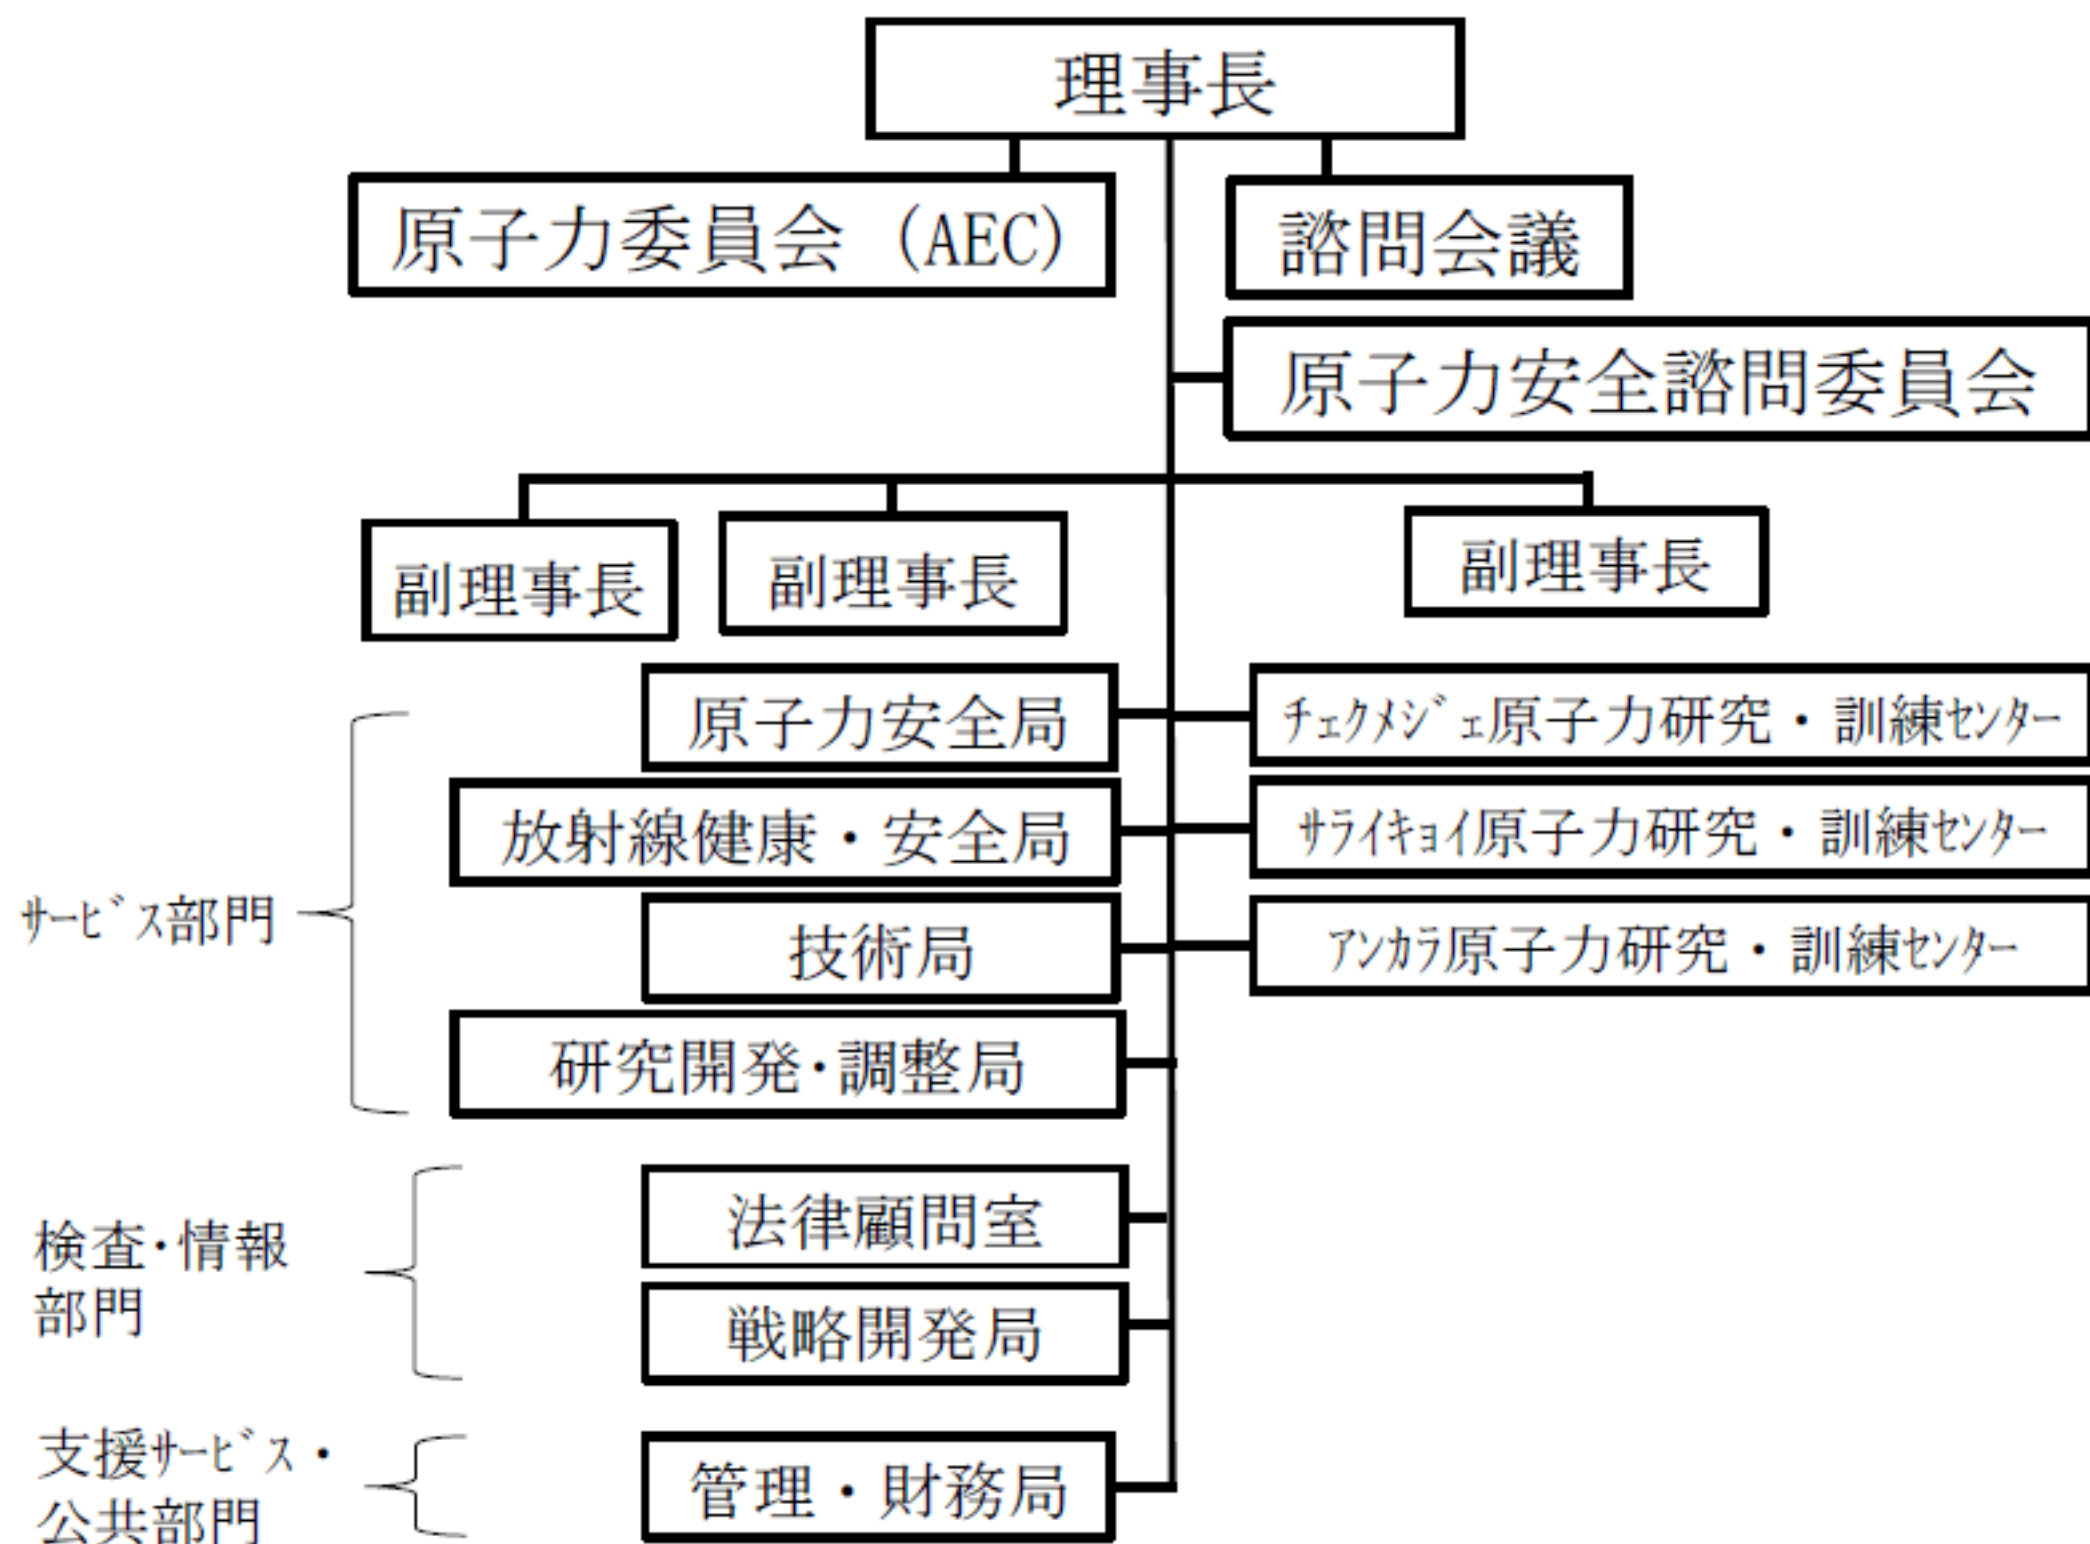 理事長
原子力委員会（AEC）
諮問会議
原子力安全諮問委員会
副理事長
副理事長
副理事長
原子力安全局
ﾁｪｸﾒｼﾞｪ原子力研究・訓練ｾﾝﾀｰ
放射線健康・安全局
ｻﾗｲｷｮｲ原子力研究・訓練ｾﾝﾀｰ
ｻｰﾋﾞｽ部門
技術局
ｱﾝｶﾗ原子力研究・訓練ｾﾝﾀｰ
研究開発･調整局
検査･情報
部門
法律顧問室
戦略開発局
支援ｻｰﾋﾞｽ・
公共部門
管理・財務局